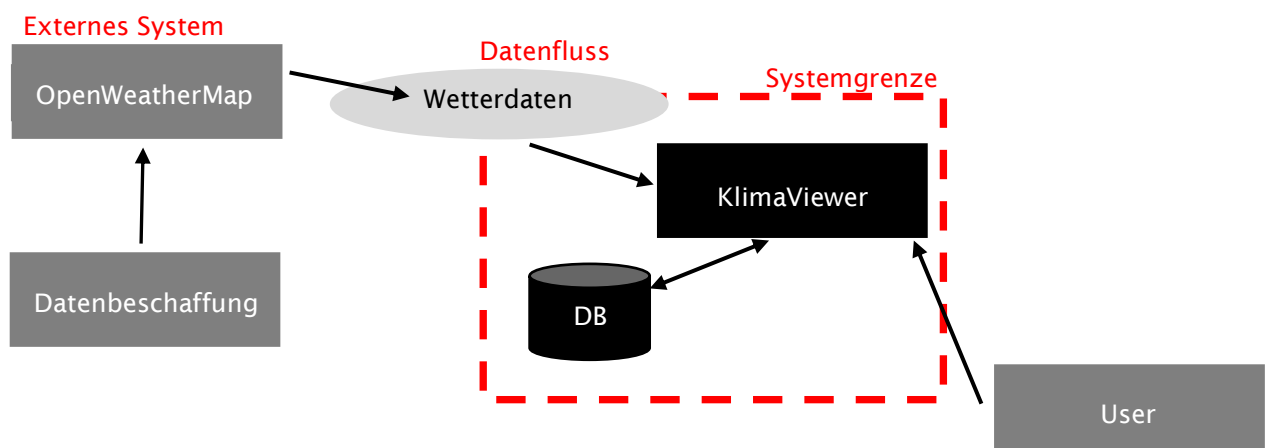 Externes System
OpenWeatherMap
Datenfluss
Wetterdaten
Systemgrenze
KlimaViewer
Datenbeschaffung
DB
User